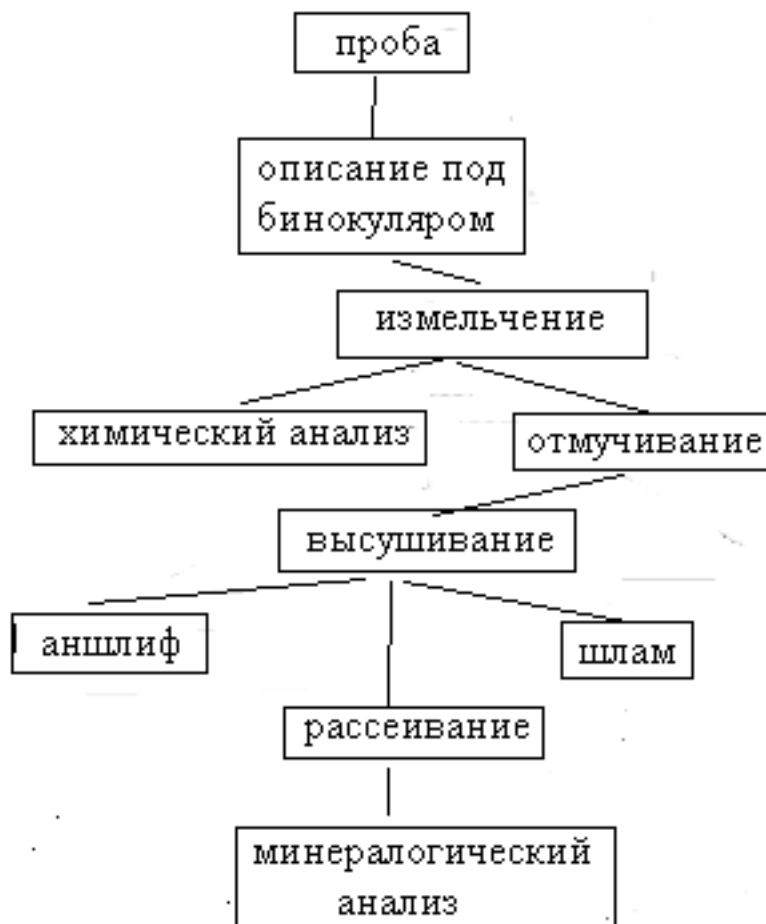 проба
описание под
бинокуляром
измельчение
химический анализ
отмучивание
высушивание
аншлиф
шлам
рассеивание
минералогический
анализ